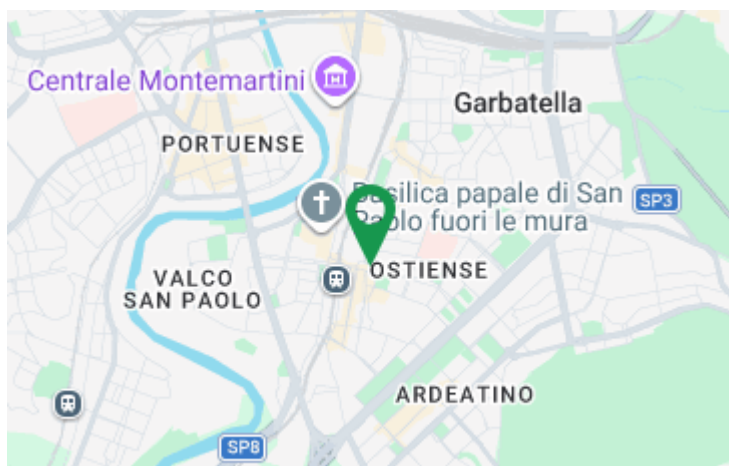 Centrale Montemartini
Garbatella
PORTUENSE
Basilica papale di San
Paolo fuori le mura
SP3
OSTIENSE
VALCO
SAN PAOLO
ARDEATINO
SP8